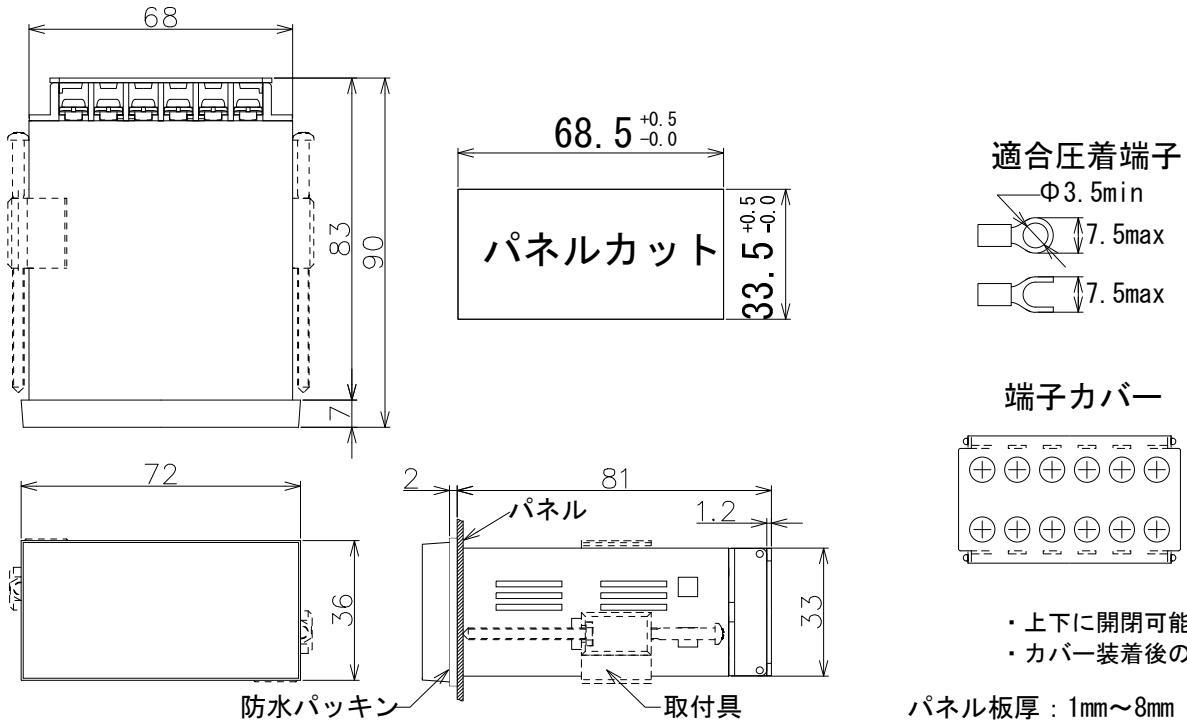 68
83
90
7
68.5 +0.5 -0.0
パネルカット
33.5 +0.5 -0.0
適合圧着端子
Φ3.5min
7.5max
7.5max
端子カバー
72
36
2
81
パネル
1.2
33
防水パッキン
取付具
・上下に開閉可能
・カバー装着後の
パネル板厚：1mm～8mm